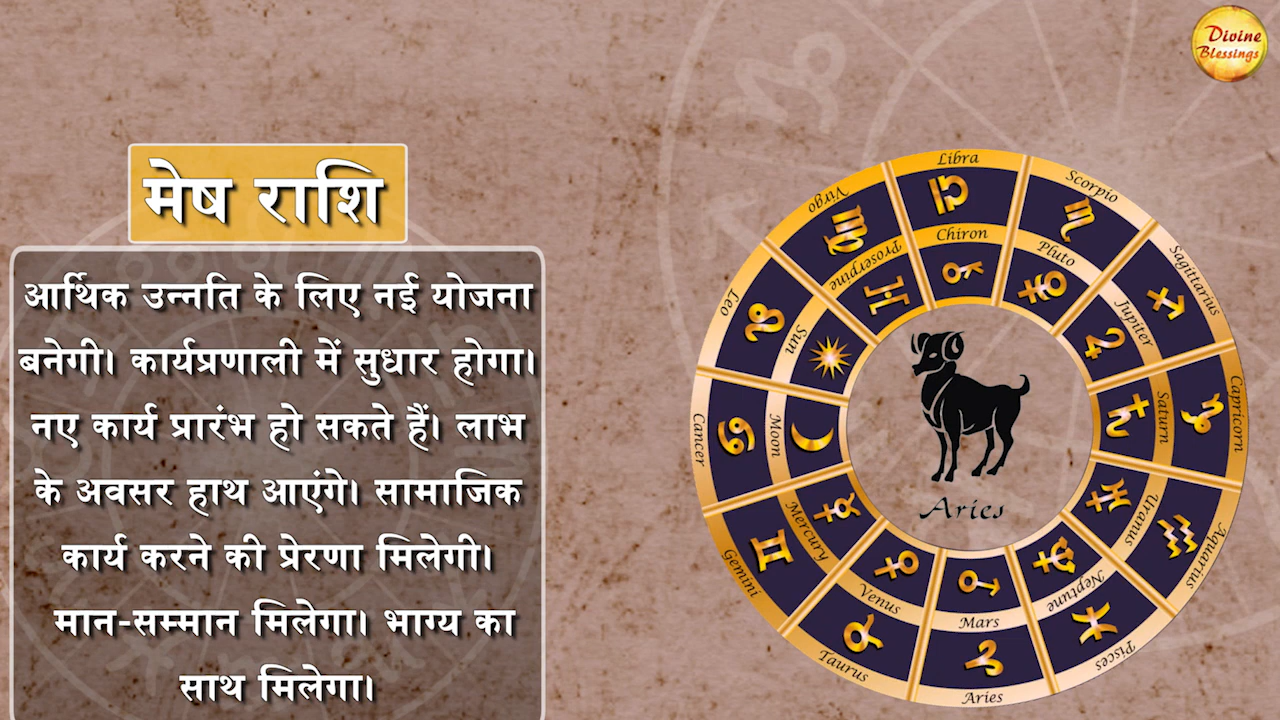 Divine
Blessings
मेष राशि
आर्थिक उन्नति के लिए नई योजना
बनेगी। कार्यप्रणाली में सुधार होगा।
नए कार्य प्रारंभ हो सकते हैं। लाभ
के अवसर हाथ आएंगे। सामाजिक
कार्य करने की प्रेरणा मिलेगी।
मान-सम्मान मिलेगा। भाग्य का
साथ मिलेगा।
Libra
Scorpio
Sagittarius
Capricorn
Aquarius
Pisces
Aries
Taurus
Gemini
Cancer
Leo
Virgo
Chiron
Pluto
Jupiter
Saturn
Uranus
Neptune
Mars
Venus
Mercury
Moon
Sun
Proserpine
Aries